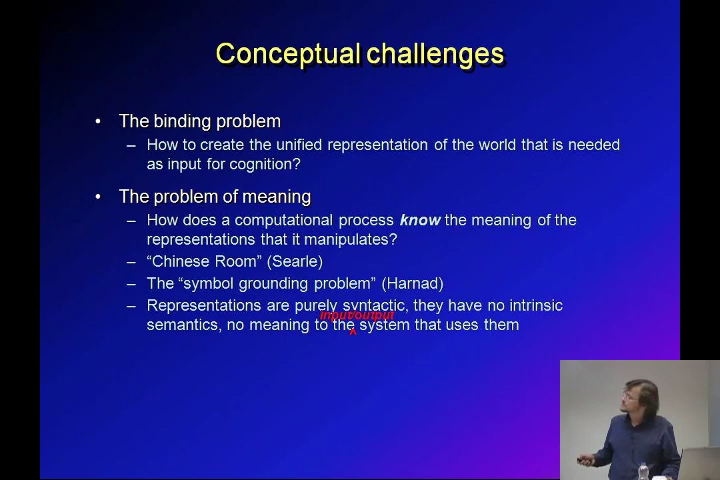 Conceptual challenges
• The binding problem
– How to create the unified representation of the world that is needed
as input for cognition?
• The problem of meaning
– How does a computational process know the meaning of the
representations that it manipulates?
– “Chinese Room” (Searle)
– The “symbol grounding problem” (Harnad)
– Representations are purely syntactic, they have no intrinsic
input/output
semantics, no meaning to the system that uses them
^